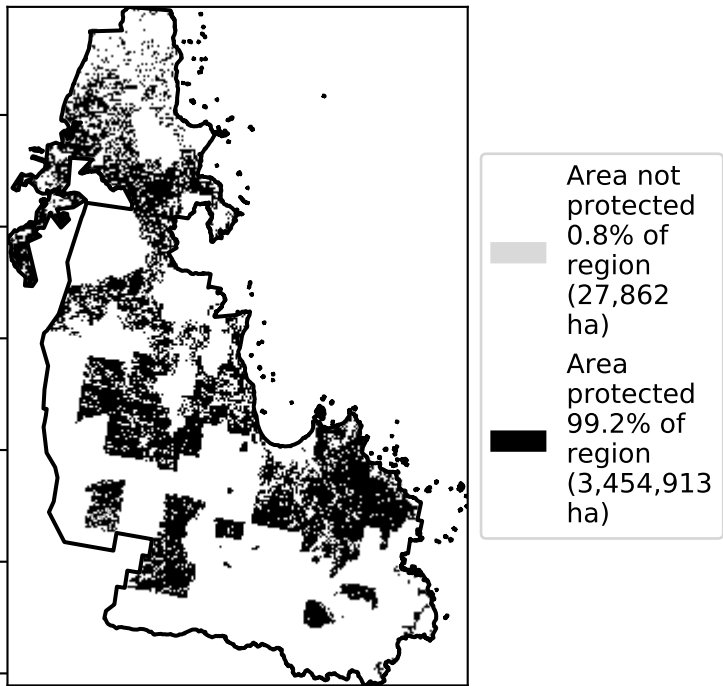 Area not
protected
0.8% of
region
(27,862
ha)
Area
protected
99.2% of
region
(3,454,913
ha)